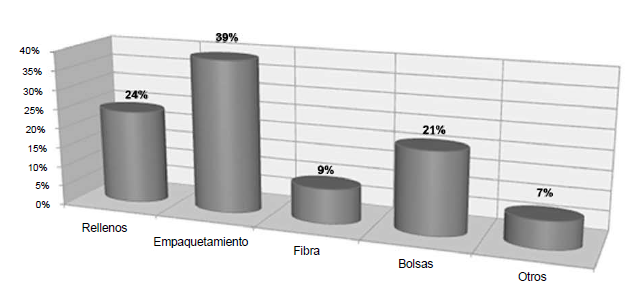 40%
35%
30%
25%
20%
15%
10%
5%
0%
24%
39%
9%
21%
7%
Rellenos
Empaquetamiento
Fibra
Bolsas
Otros